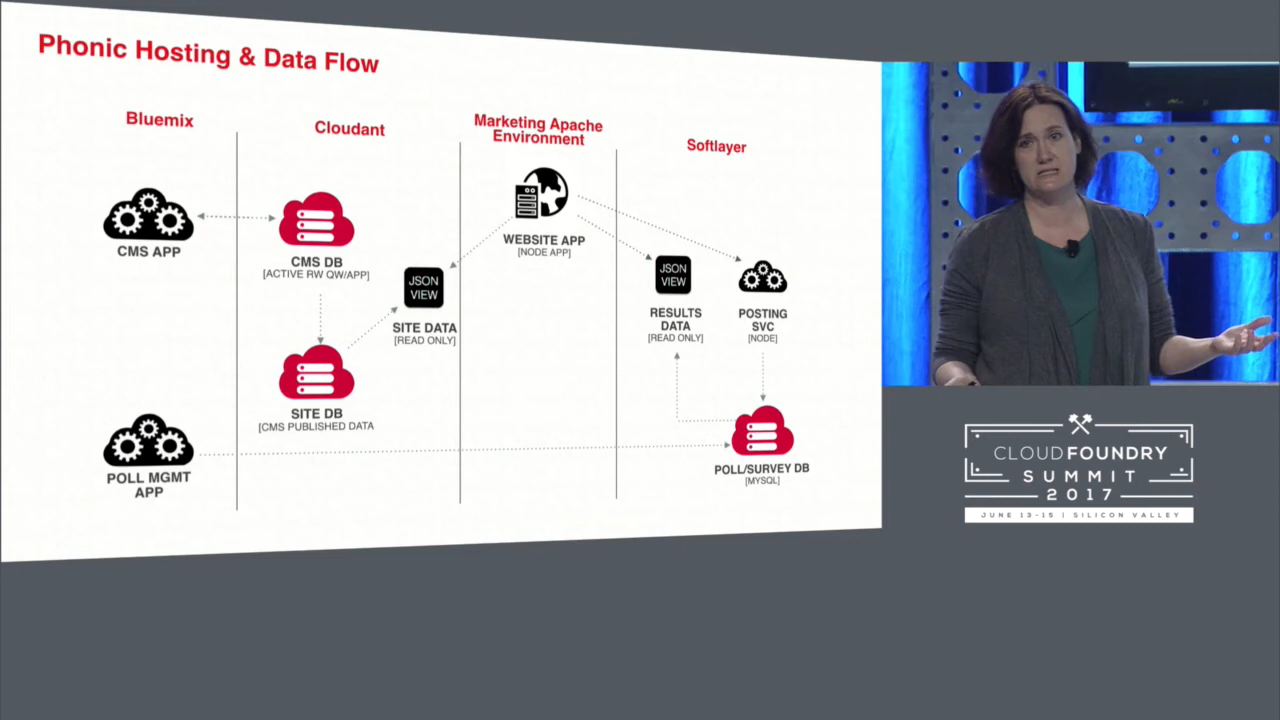 Phonic Hosting & Data Flow
Bluemix
Cloudant
Marketing Apache
Environment
Softlayer
CMS APP
CMS DB
[ACTIVE RW QW/APP]
JSON
VIEW
SITE DATA
[READ ONLY]
SITE DB
[CMS PUBLISHED DATA
POLL MGMT
APP
WEBSITE APP
[NODE APP]
JSON
VIEW
RESULTS
DATA
[READ ONLY]
POSTING
SVC
[NODE]
POLL/SURVEY DB
[MYSQL]
CLOUDFOUNDRY
SUMMIT
2017
JUNE 13-15 | SILICON VALLEY